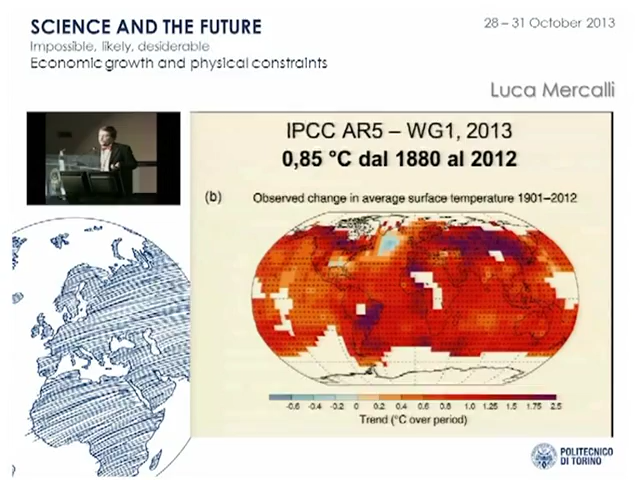 SCIENCE AND THE FUTURE
Impossible, likely, desiderable
Economic growth and physical constraints
28 – 31 October 2013
Luca Mercalli
IPCC AR5 – WG1, 2013
0,85 °C dal 1880 al 2012
(b) Observed change in average surface temperature 1901–2012
-0.6 -0.4 -0.2 0 0.2 0.4 0.6 0.8 1.0 1.25 1.5 1.75 2.5
Trend (°C over period)
POLITECNICO
DI TORINO